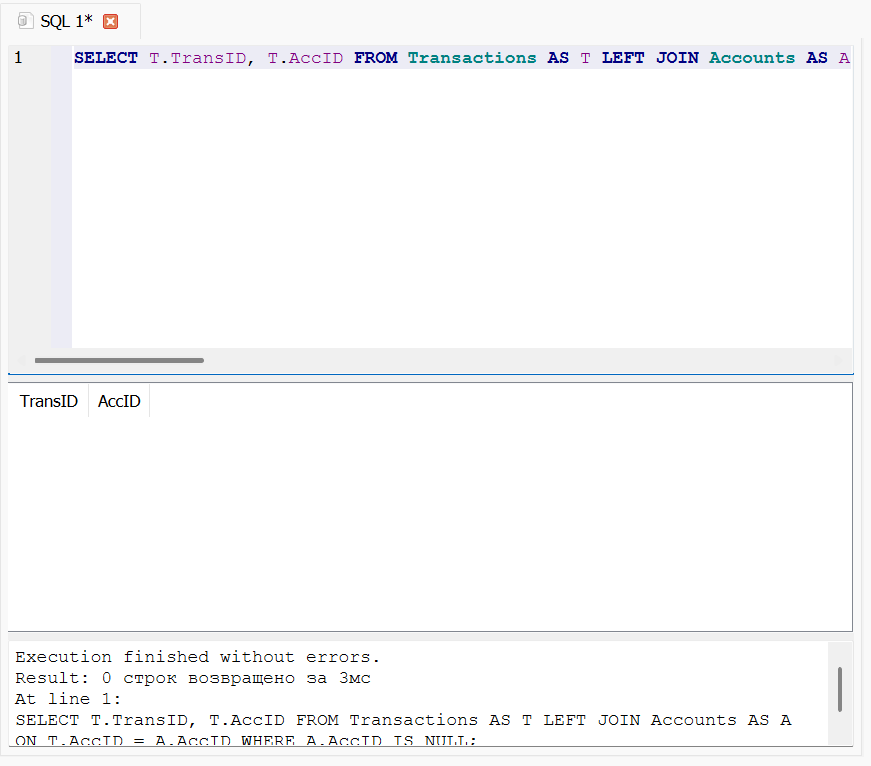 SQL 1*
1 SELECT T.TransID, T.AccID FROM Transactions AS T LEFT JOIN Accounts AS A
TransID AccID
Execution finished without errors.
Result: 0 строк возвращено за 3мс
At line 1:
SELECT T.TransID, T.AccID FROM Transactions AS T LEFT JOIN Accounts AS A
ON T.AccID = A.AccID WHERE A.AccID IS NULL;